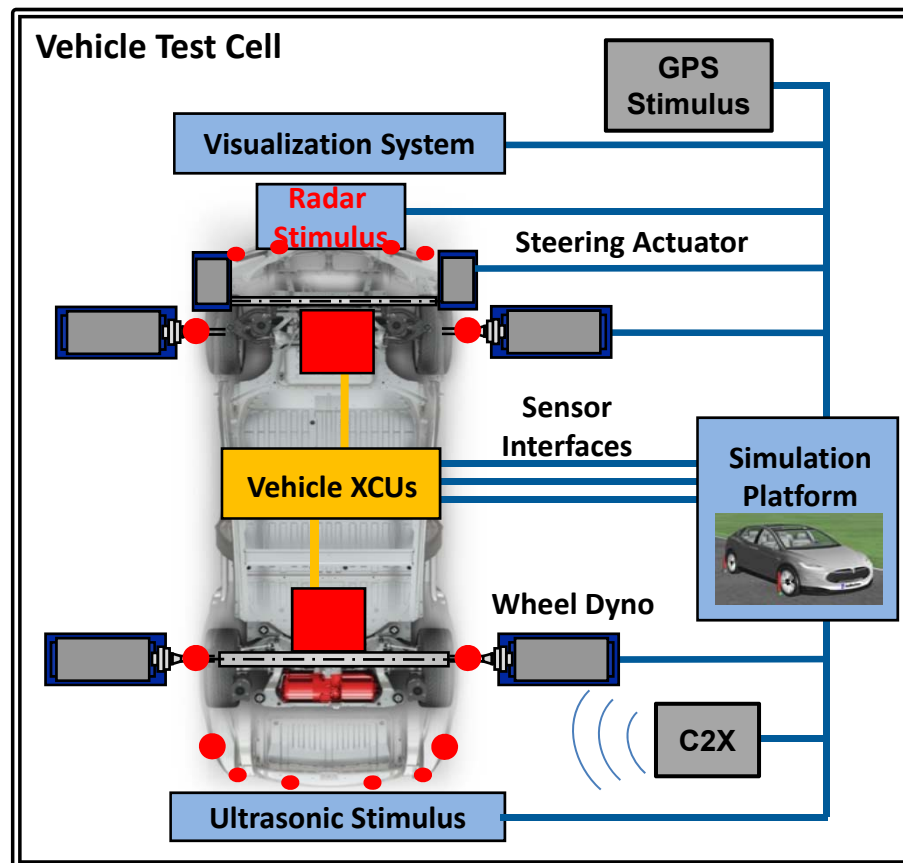 Vehicle Test Cell
GPS
Stimulus
Visualization System
Radar
Stimulus
Steering Actuator
Sensor
Interfaces
Vehicle XCUs
Simulation
Platform
Wheel Dyno
C2X
Ultrasonic Stimulus